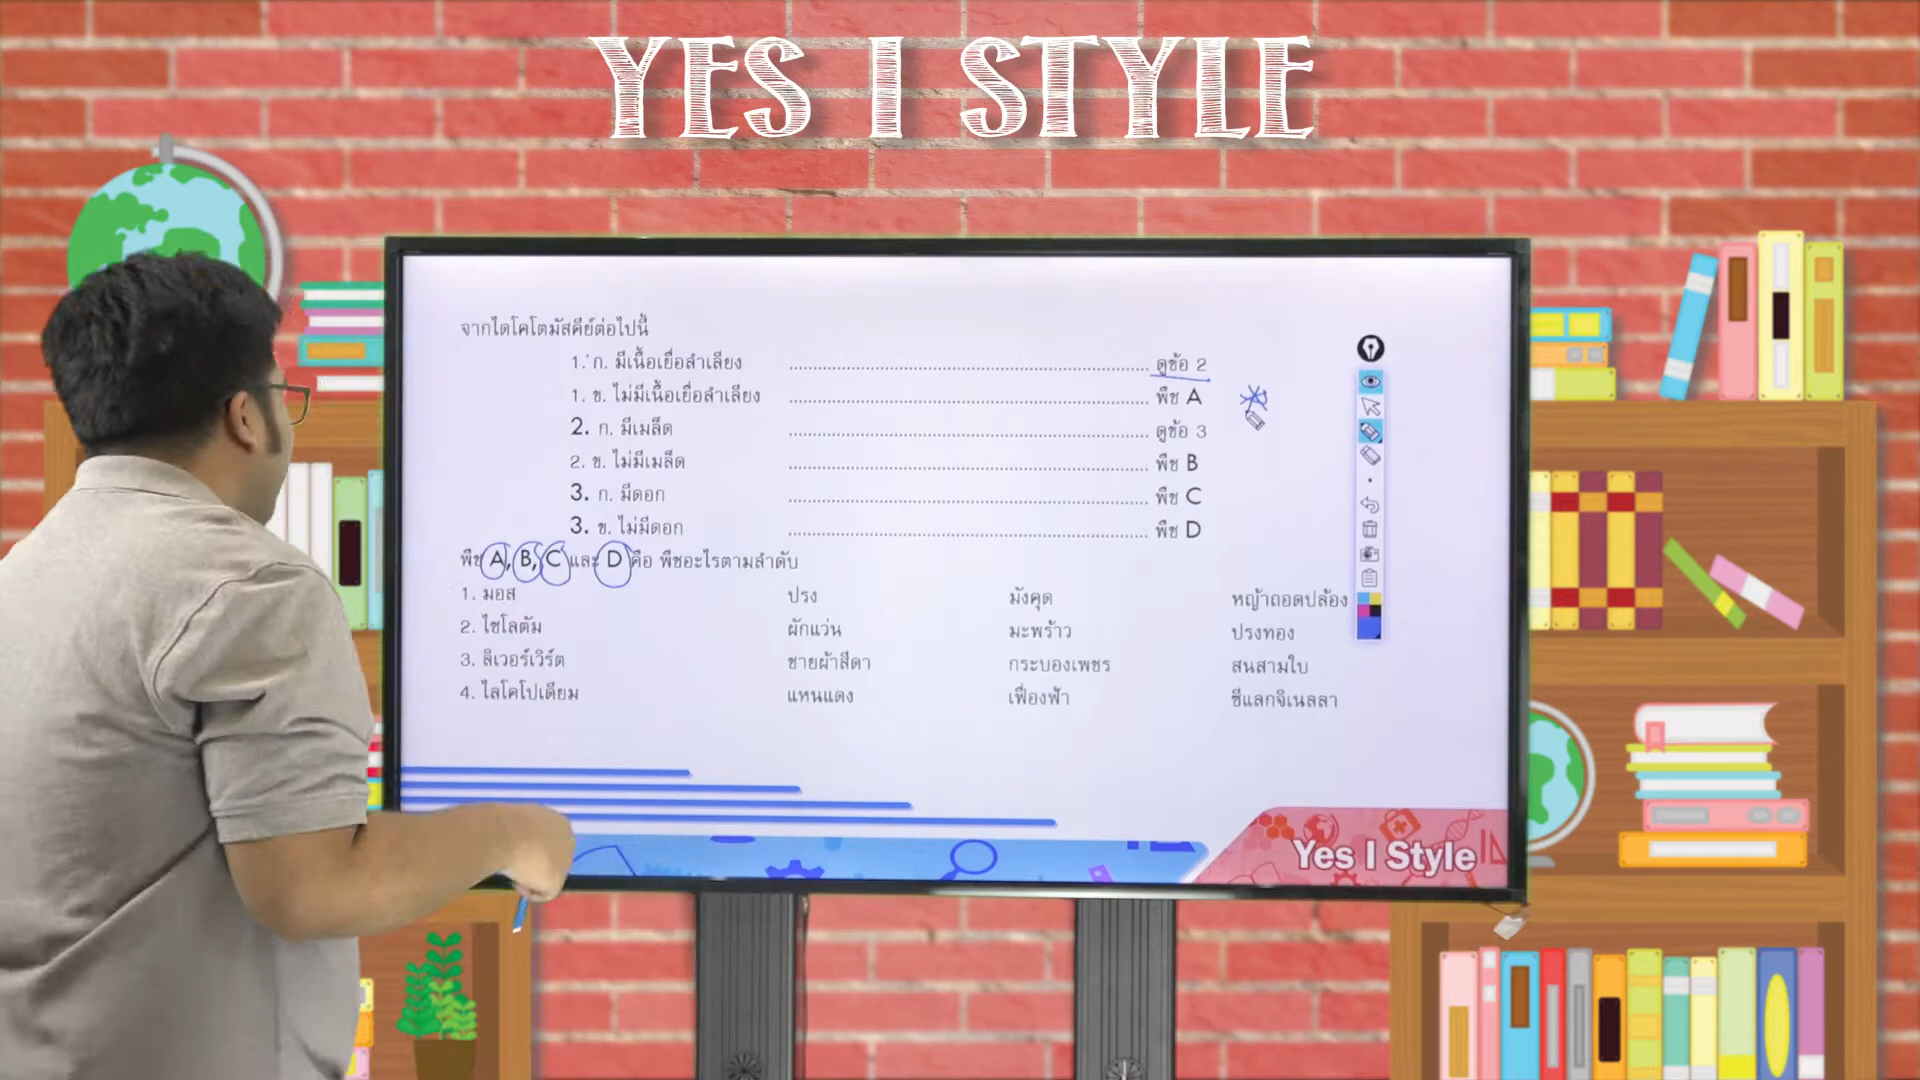 YES I STYLE
จากไดโคโตมัสคีย์ต่อไปนี้
1. ก. มีเนื้อเยื่อลำเลียง ดูข้อ 2
1. ข. ไม่มีเนื้อเยื่อลำเลียง พืช A
2. ก. มีเมล็ด ดูข้อ 3
2. ข. ไม่มีเมล็ด พืช B
3. ก. มีดอก พืช C
3. ข. ไม่มีดอก พืช D
พืช A, B, C และ D คือ พืชอะไรตามลำดับ
1. มอส ปรง มังคุด หญ้าถอดปล้อง
2. ไซโลตัม ผักแว่น มะพร้าว ปรงทอง
3. ลิเวอร์เวิร์ต ชายผ้าสีดา กระบองเพชร สนสามใบ
4. ไลโคโปเดียม แหนแดง เฟื่องฟ้า ซีแลกจิเนลลา
Yes I Style